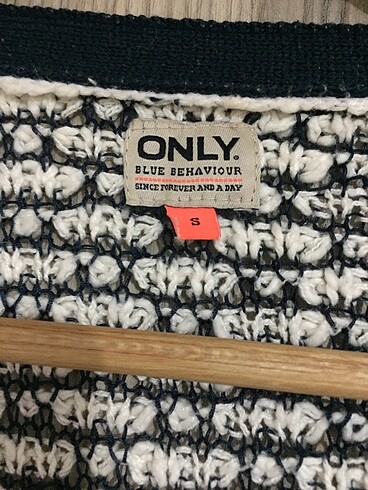 ONLY.
BLUE BEHAVIOUR
SINCE FOREVER AND A DAY
S